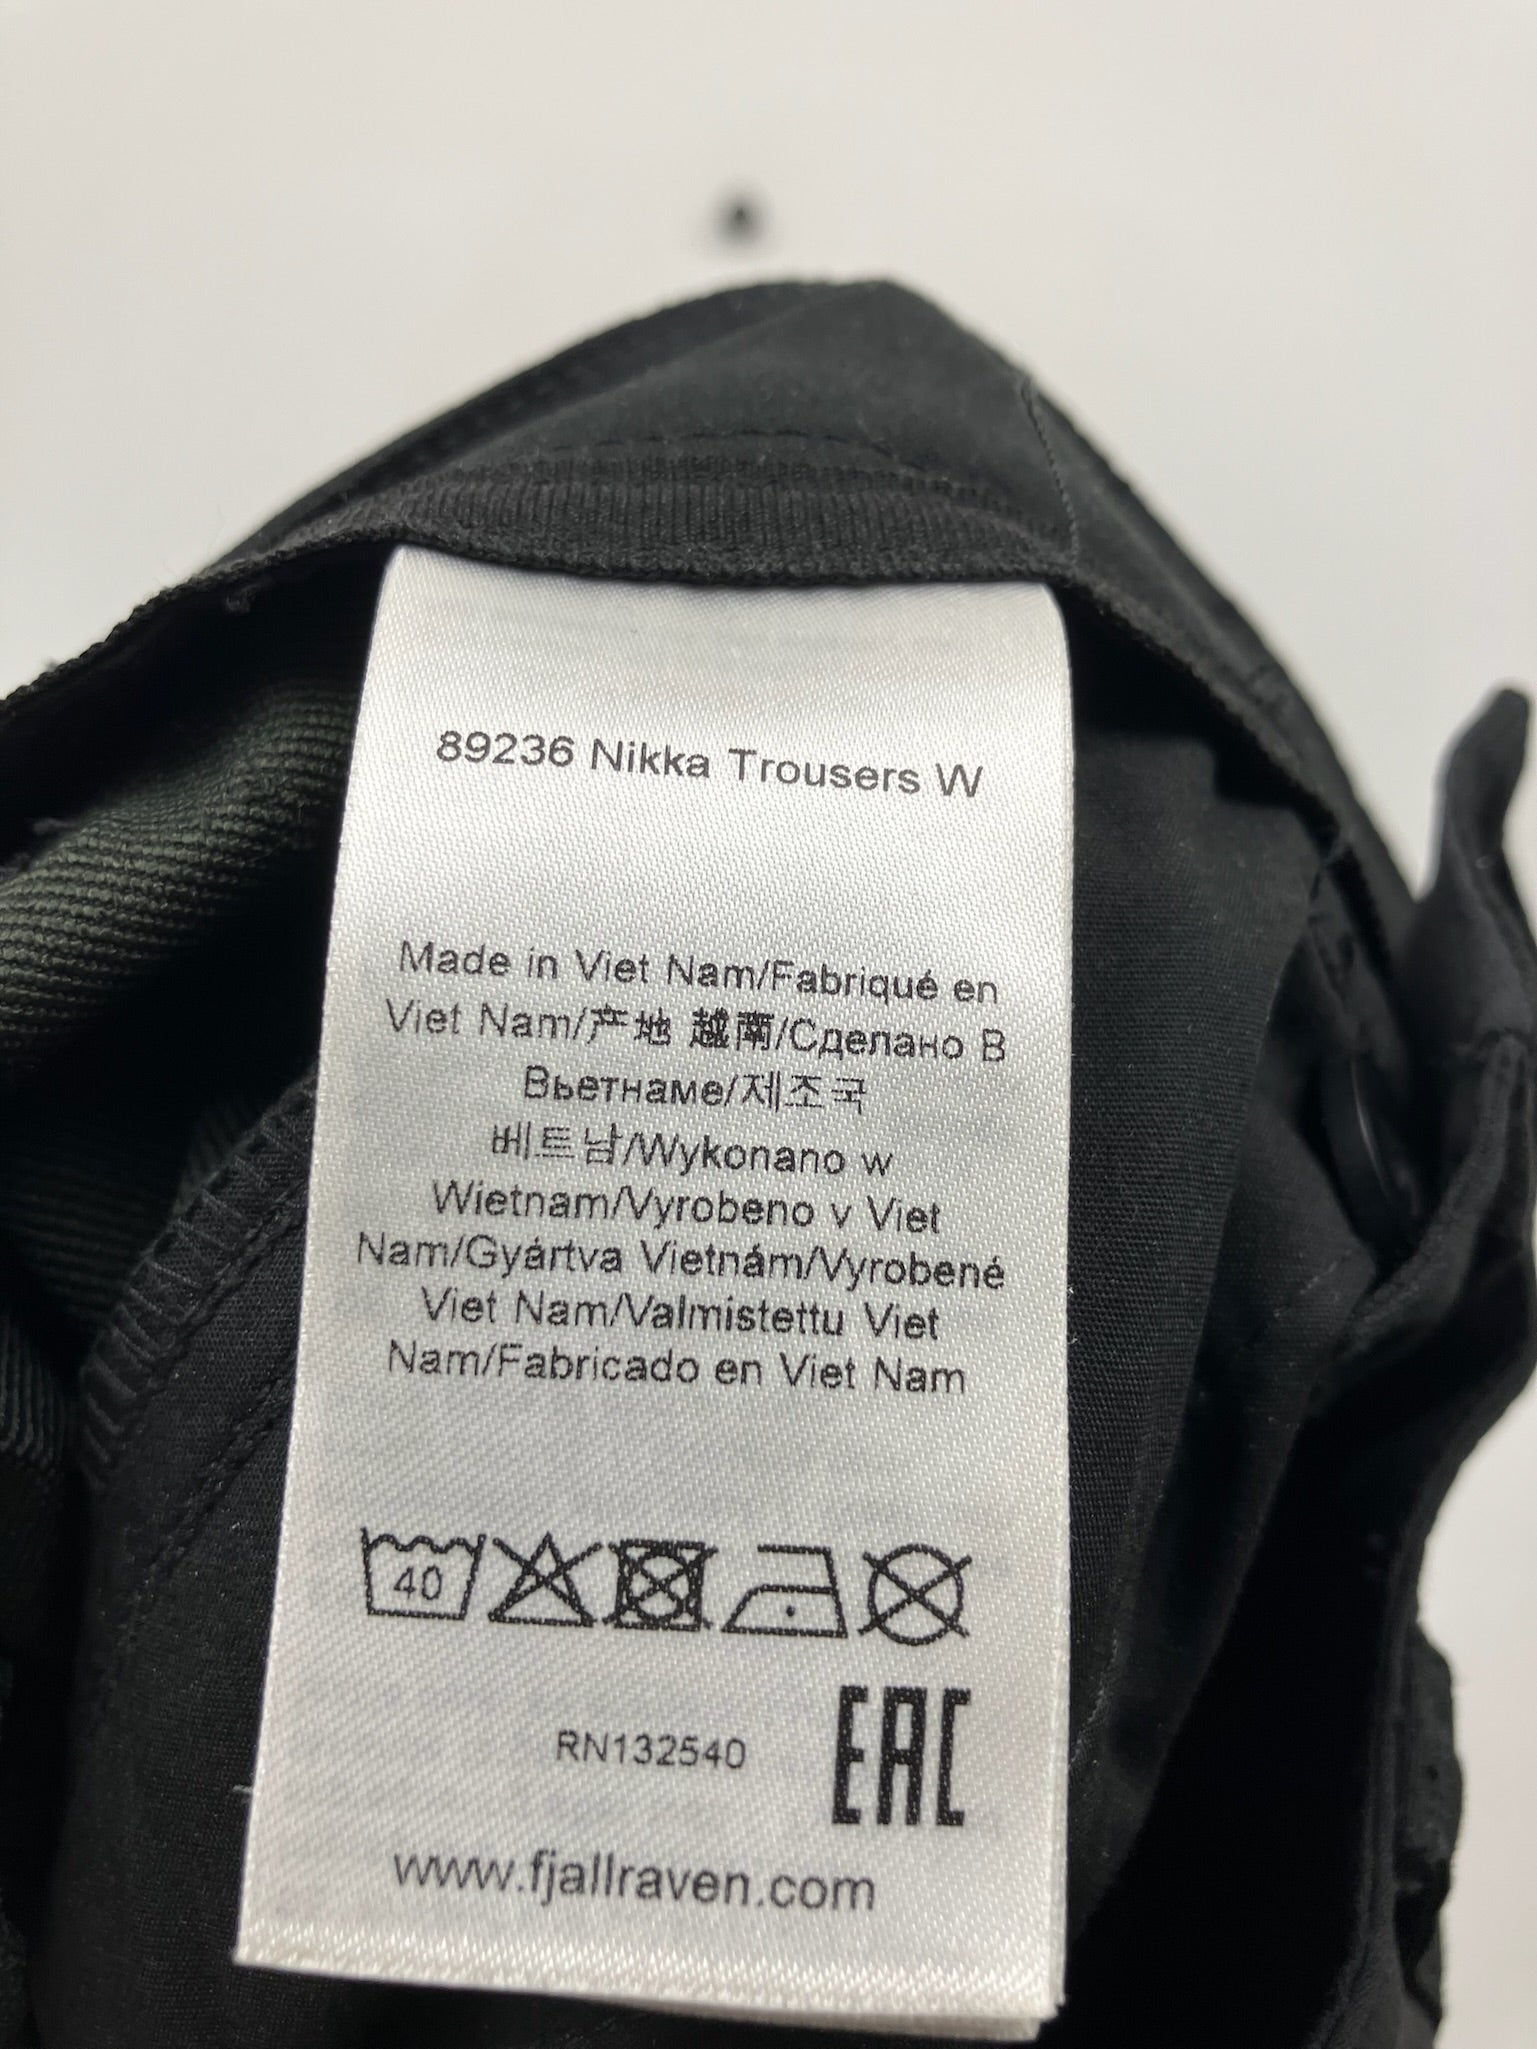 89236 Nikka Trousers W
Made in Viet Nam/Fabriqué en
Viet Nam/产地 越南/Сделано В
Вьетнаме/제조국
베트남/Wykonano w
Wietnam/Vyrobeno v Viet
Nam/Gyártva Vietnám/Vyrobené
Viet Nam/Valmistettu Viet
Nam/Fabricado en Viet Nam
40
RN132540 EAC
www.fjallraven.com